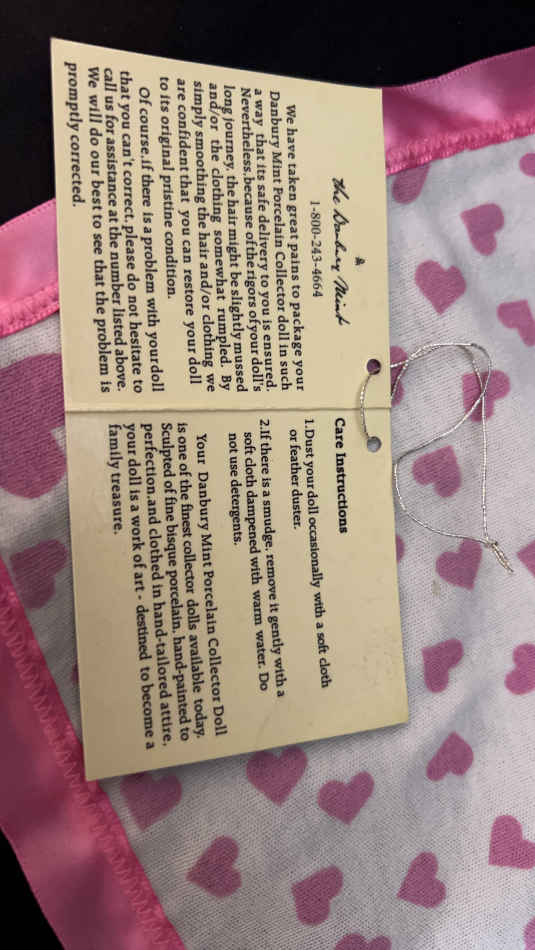 the Danbury Mint
1-800-243-4664
We have taken great pains to package your
Danbury Mint Porcelain Collector doll in such
a way that its safe delivery to you is ensured.
Nevertheless,because of the rigors of your doll's
long journey, the hair might be slightly mussed
and/or the clothing somewhat rumpled. By
simply smoothing the hair and/or clothing we
are confident that you can restore your doll
to its original pristine condition.
Of course,if there is a problem with your doll
that you can't correct, please do not hesitate to
call us for assistance at the number listed above.
We will do our best to see that the problem is
promptly corrected.
Care Instructions
1.Dust your doll occasionally with a soft cloth
or feather duster.
2.If there is a smudge, remove it gently with a
soft cloth dampened with warm water. Do
not use detergents.
Your Danbury Mint Porcelain Collector Doll
is one of the finest collector dolls available today.
Sculpted of fine bisque porcelain, hand-painted to
perfection,and clothed in hand-tailored attire,
your doll is a work of art - destined to become a
family treasure.